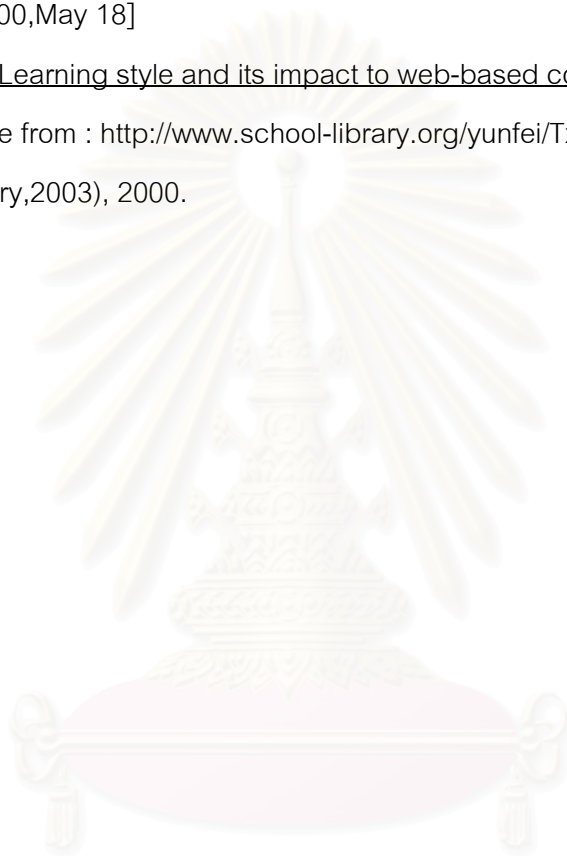 00,May 18]
Learning style and its impact to web-based co
e from : http://www.school-library.org/yunfei/Tx
ry,2003), 2000.